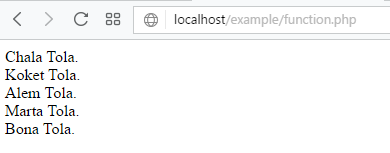 localhost/example/function.php
Chala Tola.
Koket Tola.
Alem Tola.
Marta Tola.
Bona Tola.